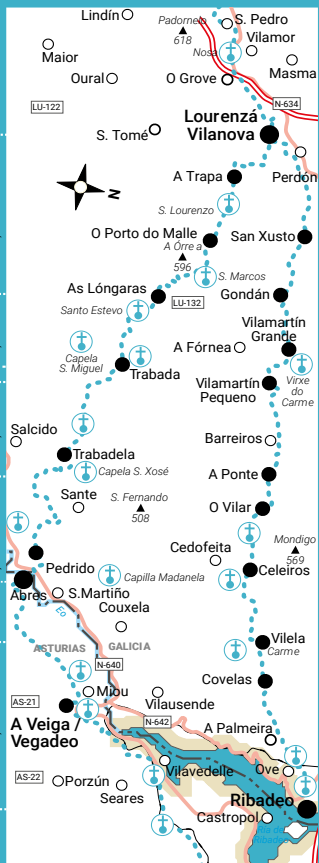 Lindín
Padornelo
618
S. Pedro
Vilamor
Maior
Nosa
Masma
Oural
O Grove
LU-122
N-634
Lourenzá
Vilanova
S. Tomé
Perdón
A Trapa
N
S. Lourenzo
O Porto do Malle
San Xusto
A Órrea
596
S. Marcos
As Lóngaras
Gondán
LU-132
Santo Estevo
Vilamartín
Grande
A Fórnea
Capela
S. Miguel
Trabada
Virxe
do
Carme
Vilamartín
Pequeno
Salcido
Barreiros
Trabadela
Capela S. Xosé
A Ponte
Sante
S. Fernando
508
O Vilar
Mondigo
569
Cedofeita
Pedrido
Celeiros
Capilla Madanela
Abres
S.Martiño
Eo
Couxela
Vilela
Carme
ASTURIAS
GALICIA
N-640
Covelas
Miou
AS-21
Vilausende
N-642
A Veiga /
Vegadeo
A Palmeira
Vilavedelle
Ove
AS-22
Porzún
Seares
Ribadeo
Castropol
Ría de
Ribadeo